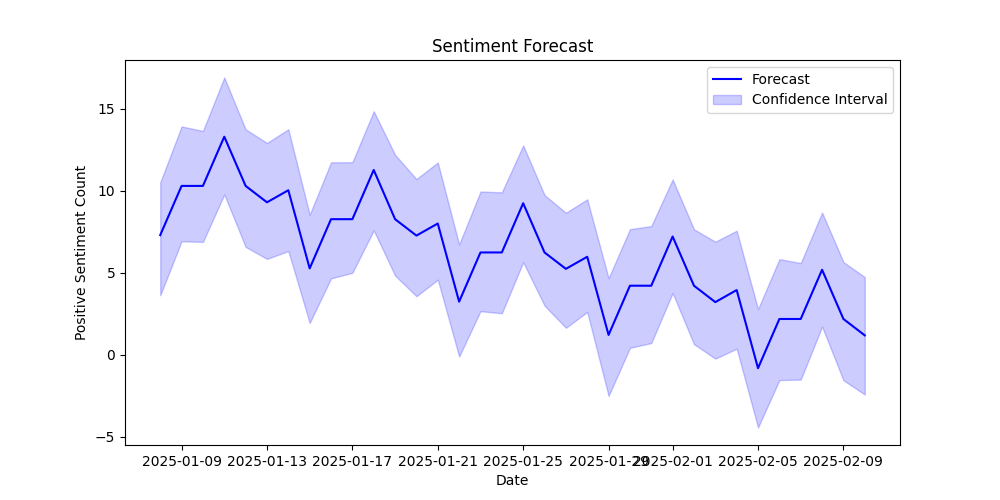 Sentiment Forecast
Forecast
Confidence Interval
Positive Sentiment Count
15
10
5
0
−5
2025-01-09 2025-01-13 2025-01-17 2025-01-21 2025-01-25 2025-01-29 2025-02-01 2025-02-05 2025-02-09
Date